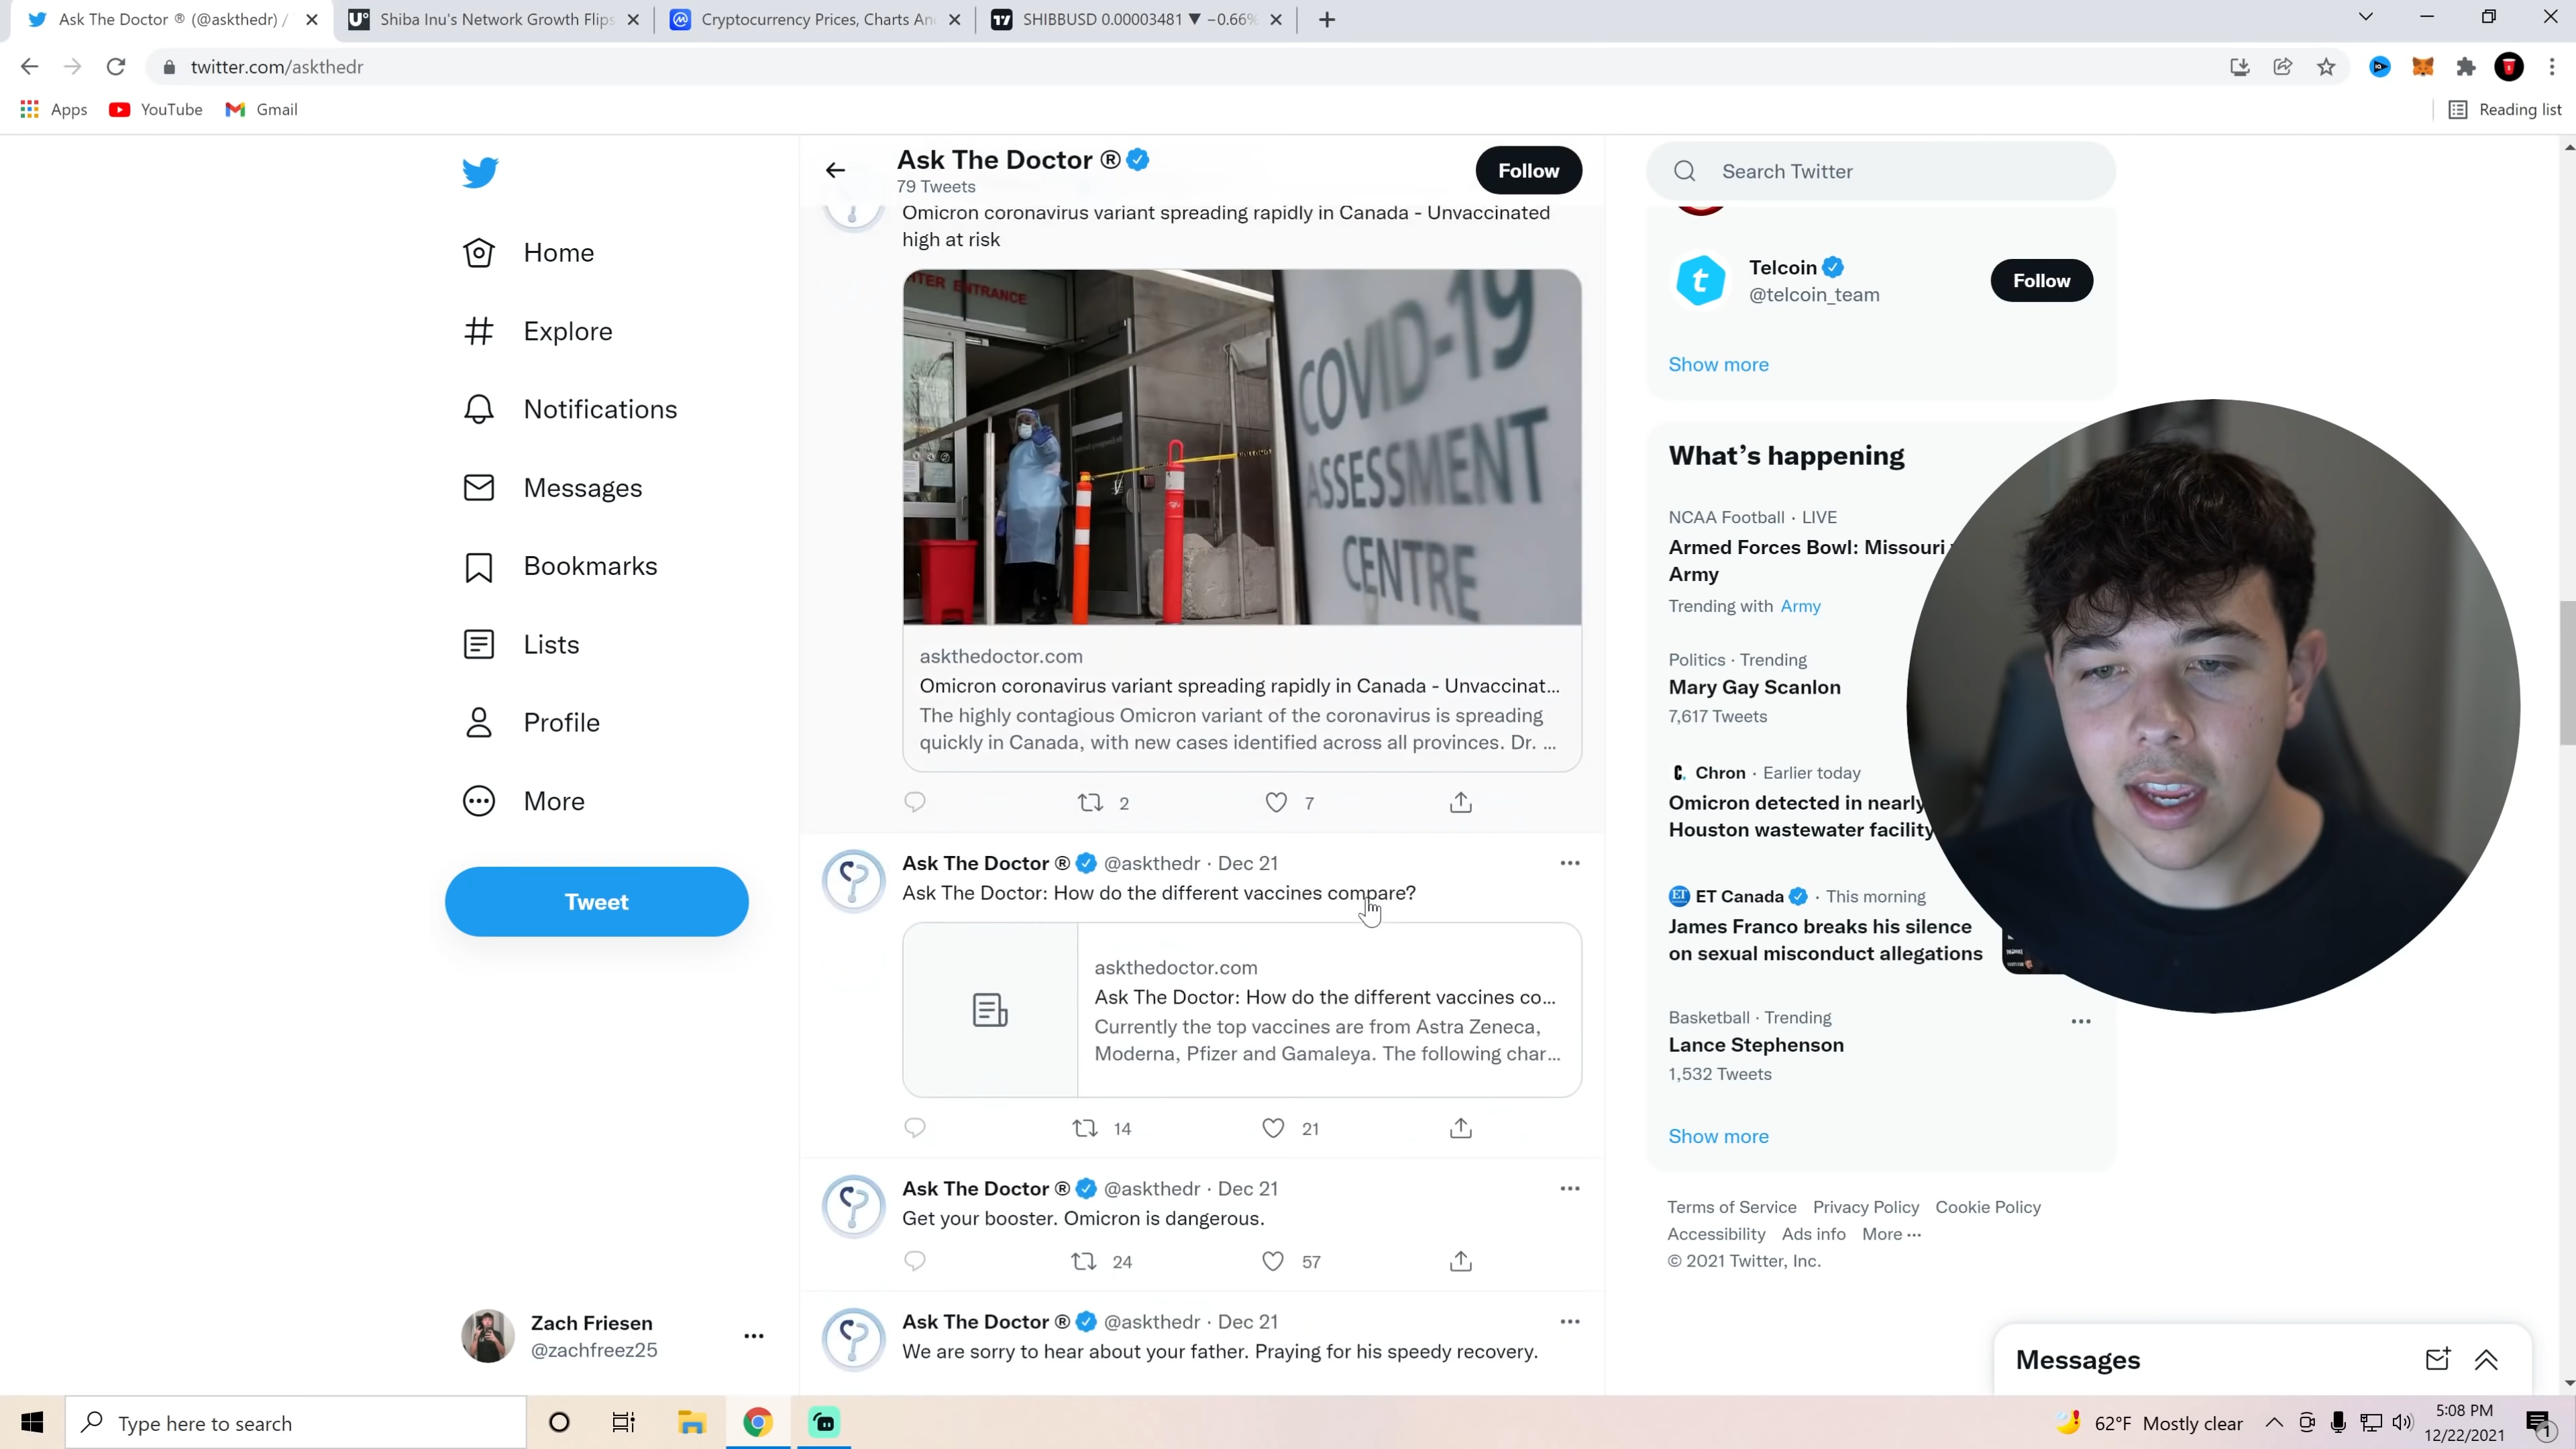 Ask The Doctor ® (@askthedr) /
Shiba Inu's Network Growth Flips
Cryptocurrency Prices, Charts An
SHIBBUSD 0.00003481 ▼ −0.66%
twitter.com/askthedr
Apps
YouTube
Gmail
Reading list
Home
Explore
Notifications
Messages
Bookmarks
Lists
Profile
More
Tweet
Zach Friesen
@zachfreez25
Ask The Doctor ®
79 Tweets
Follow
Omicron coronavirus variant spreading rapidly in Canada - Unvaccinated
high at risk
ENTRANCE
COVID-19
ASSESSMENT
CENTRE
askthedoctor.com
Omicron coronavirus variant spreading rapidly in Canada - Unvaccinat...
The highly contagious Omicron variant of the coronavirus is spreading
quickly in Canada, with new cases identified across all provinces. Dr. ...
2 7
Ask The Doctor ® @askthedr · Dec 21
Ask The Doctor: How do the different vaccines compare?
askthedoctor.com
Ask The Doctor: How do the different vaccines co...
Currently the top vaccines are from Astra Zeneca,
Moderna, Pfizer and Gamaleya. The following char...
14 21
Ask The Doctor ® @askthedr · Dec 21
Get your booster. Omicron is dangerous.
24 57
Ask The Doctor ® @askthedr · Dec 21
We are sorry to hear about your father. Praying for his speedy recovery.
Search Twitter
Telcoin
@telcoin_team
Follow
Show more
What's happening
NCAA Football · LIVE
Armed Forces Bowl: Missouri
Army
Trending with Army
Politics · Trending
Mary Gay Scanlon
7,617 Tweets
Chron · Earlier today
Omicron detected in nearly
Houston wastewater facility
ET Canada · This morning
James Franco breaks his silence
on sexual misconduct allegations
Basketball · Trending
Lance Stephenson
1,532 Tweets
Show more
Terms of Service Privacy Policy Cookie Policy
Accessibility Ads info More ···
© 2021 Twitter, Inc.
Messages
Type here to search
62°F Mostly clear
5:08 PM
12/22/2021
1